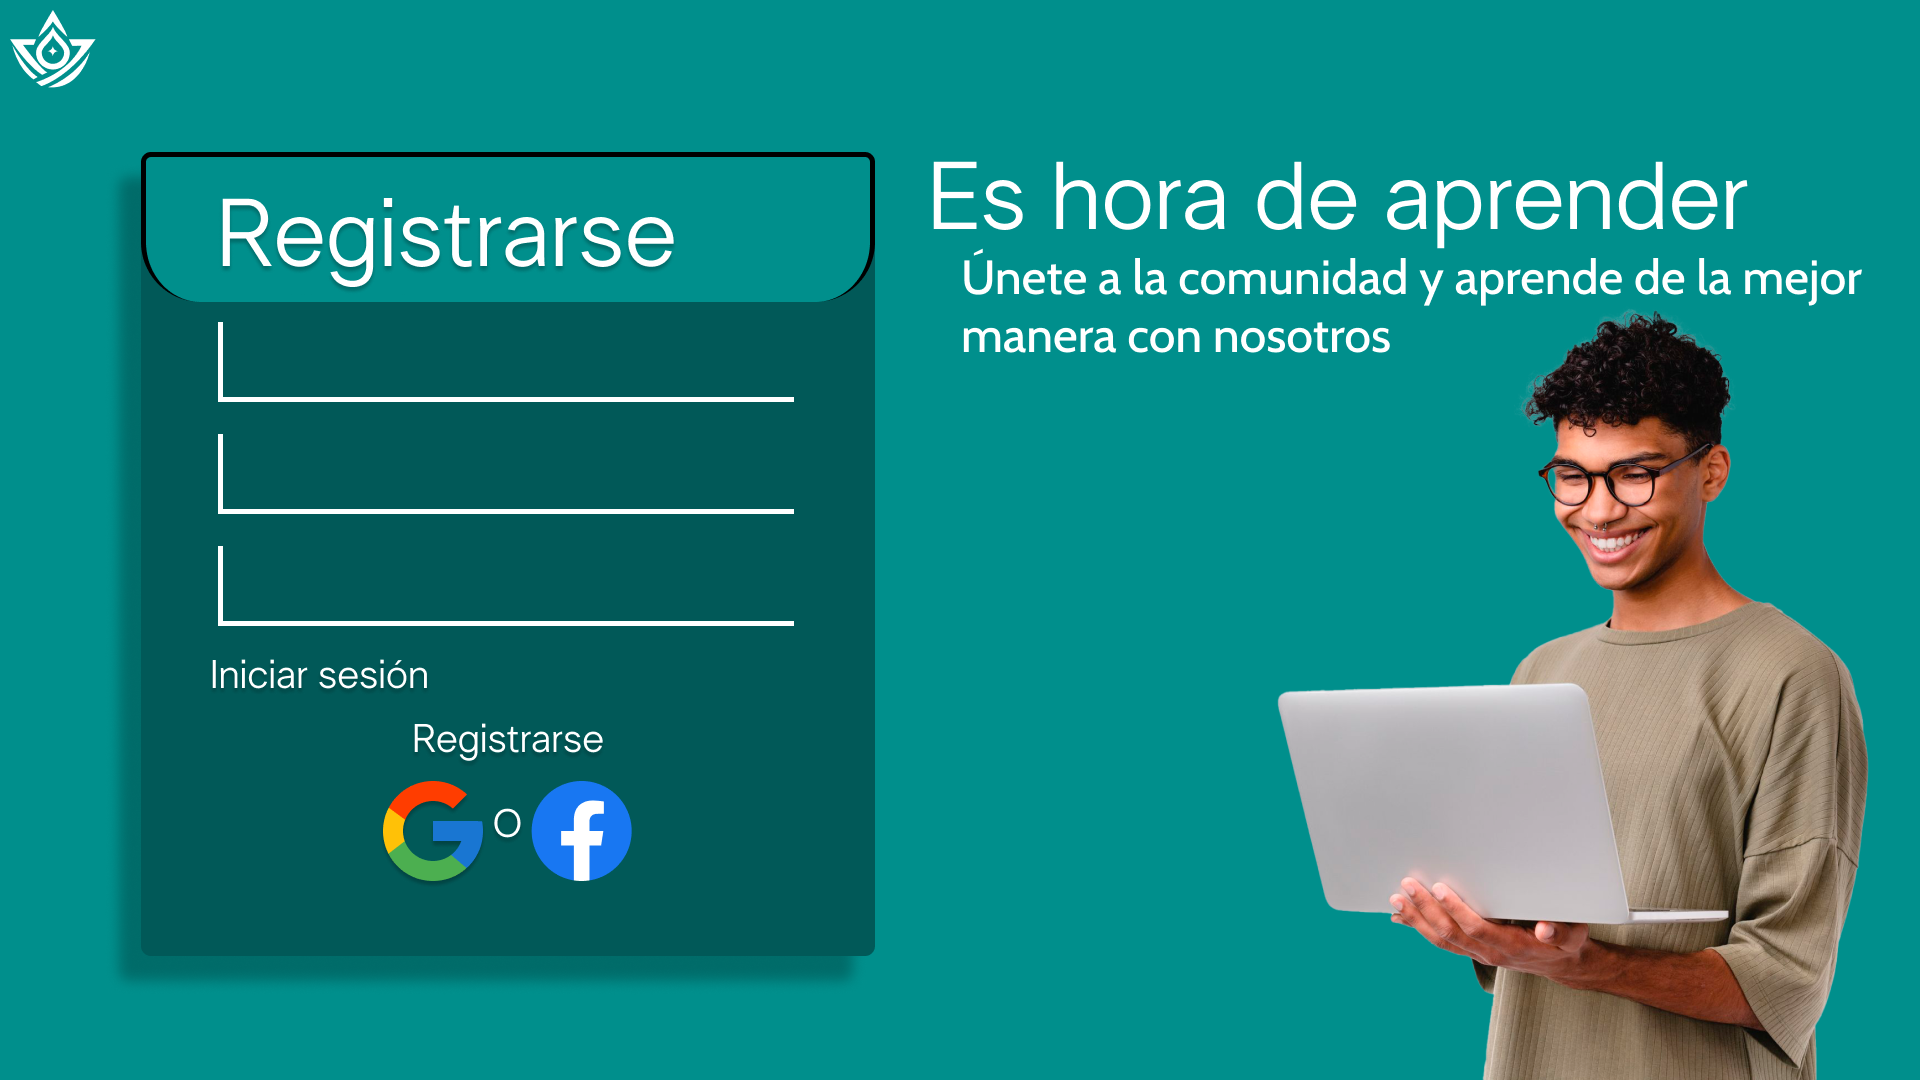 Registrarse
Iniciar sesión
Registrarse
O
Es hora de aprender
Únete a la comunidad y aprende de la mejor
manera con nosotros